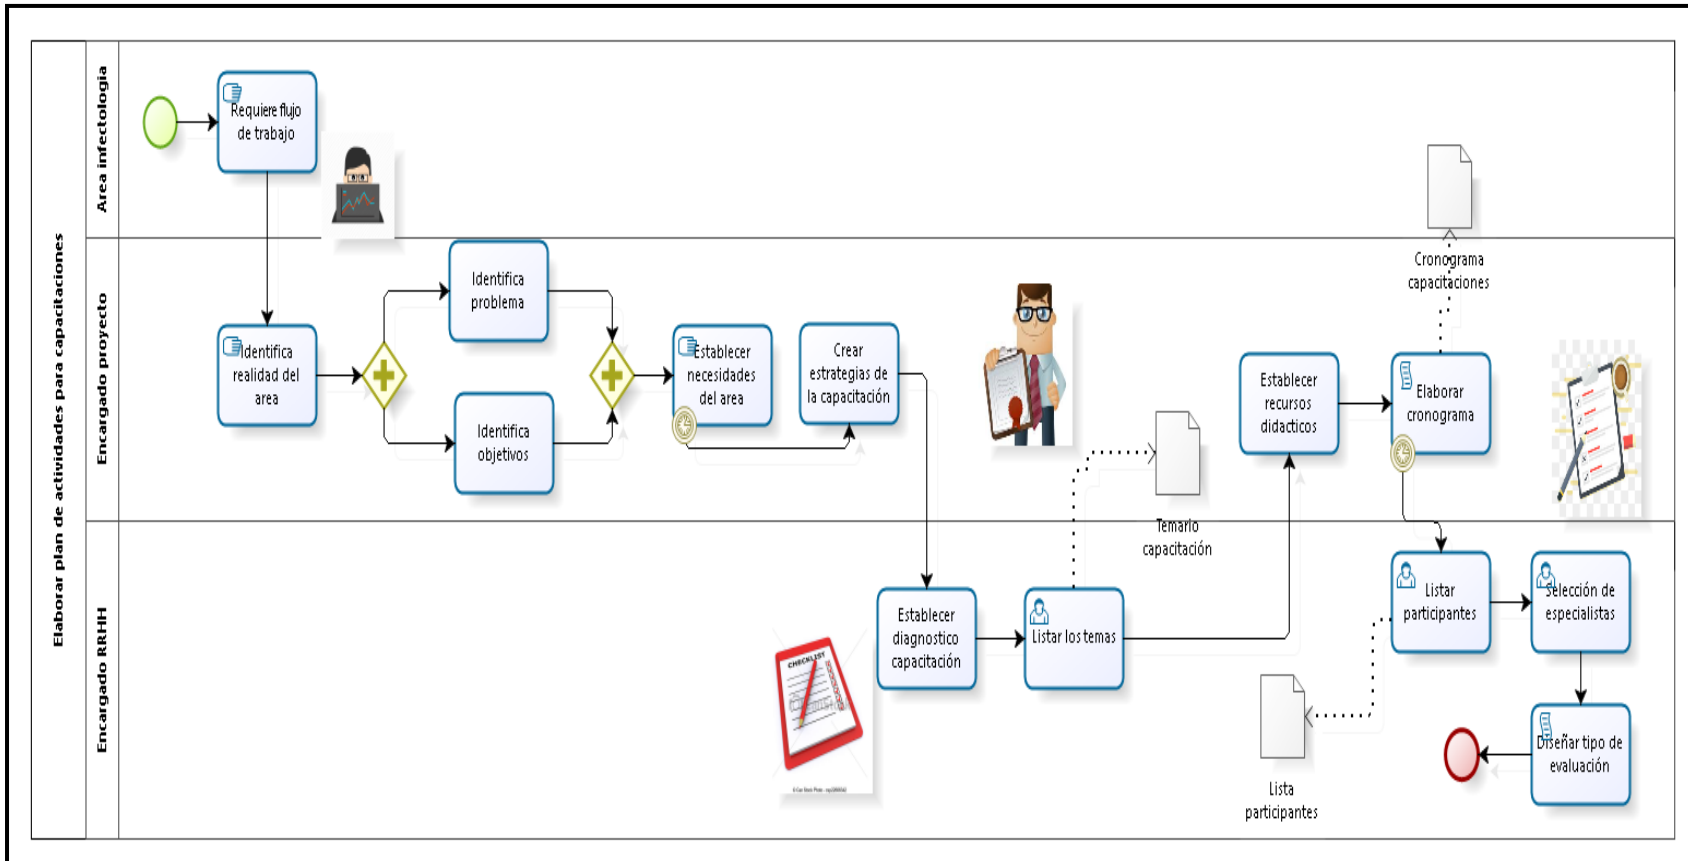 Elaborar plan de actividades para capacitaciones
Area infectologia
Requiere flujo
de trabajo
Cronograma
capacitaciones
Encargado proyecto
Identifica
realidad del
area
Identifica
problema
Identifica
objetivos
Establecer
necesidades
del area
Crear
estrategias de
la capacitación
Establecer
recursos
didacticos
Elaborar
cronograma
Temario
capacitación
Encargado RRHH
Establecer
diagnostico
capacitación
Listar los temas
Listar
participantes
Selección de
especialistas
Diseñar tipo de
evaluación
Lista
participantes
CHECKLIST